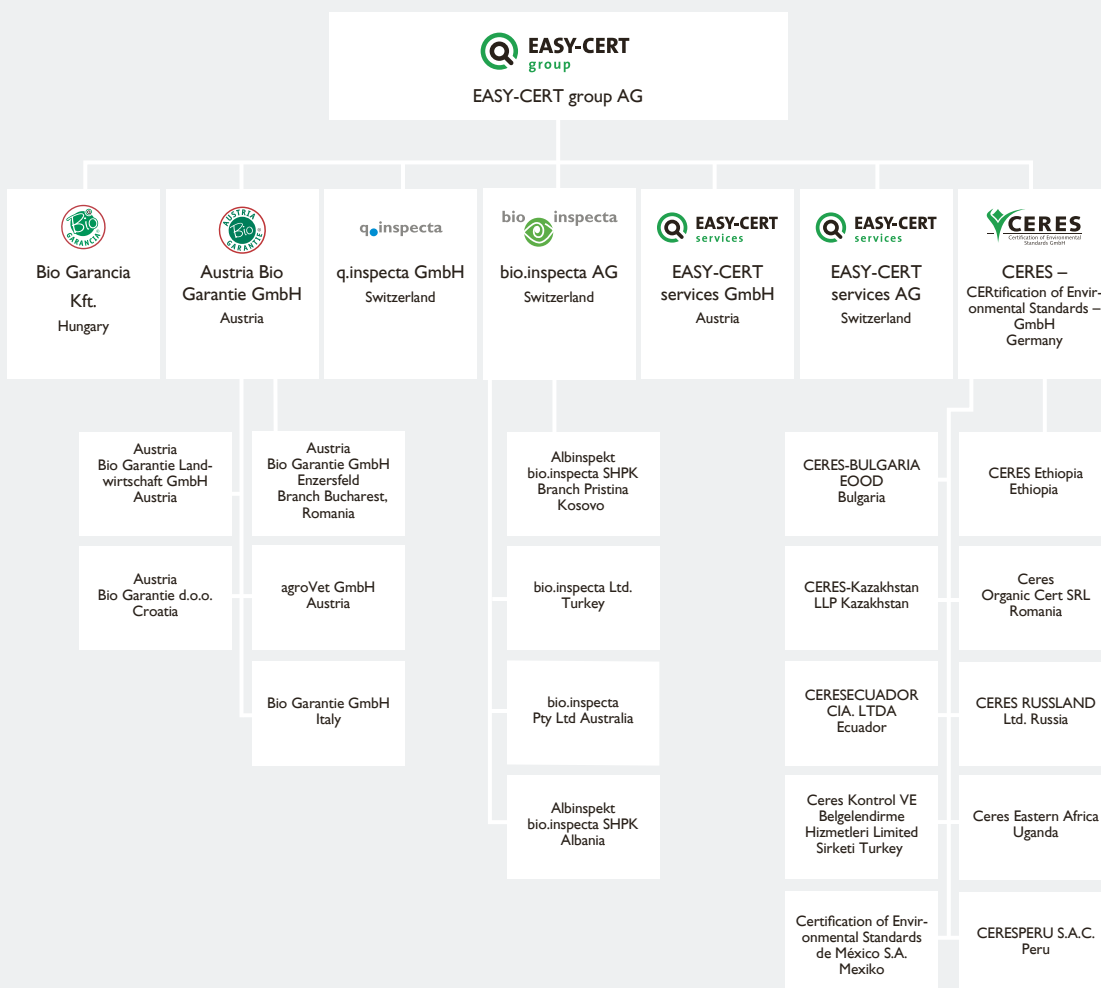 EASY-CERT
group
EASY-CERT group AG
Bio
GARANCIA
Bio Garancia
Kft.
Hungary
AUSTRIA
Bio
GARANTIE
Austria Bio
Garantie GmbH
Austria
q.inspecta
q.inspecta GmbH
Switzerland
bio inspecta
bio.inspecta AG
Switzerland
EASY-CERT
services
EASY-CERT
services GmbH
Austria
EASY-CERT
services
EASY-CERT
services AG
Switzerland
CERES
Certification of Environmental
Standards GmbH
CERES –
CERtification of Envir-
onmental Standards –
GmbH
Germany
Austria
Bio Garantie Land-
wirtschaft GmbH
Austria
Austria
Bio Garantie GmbH
Enzersfeld
Branch Bucharest,
Romania
Albinspekt
bio.inspecta SHPK
Branch Pristina
Kosovo
CERES-BULGARIA
EOOD
Bulgaria
CERES Ethiopia
Ethiopia
Austria
Bio Garantie d.o.o.
Croatia
agroVet GmbH
Austria
bio.inspecta Ltd.
Turkey
CERES-Kazakhstan
LLP Kazakhstan
Ceres
Organic Cert SRL
Romania
Bio Garantie GmbH
Italy
bio.inspecta
Pty Ltd Australia
CERESECUADOR
CIA. LTDA
Ecuador
CERES RUSSLAND
Ltd. Russia
Albinspekt
bio.inspecta SHPK
Albania
Ceres Kontrol VE
Belgelendirme
Hizmetleri Limited
Sirketi Turkey
Ceres Eastern Africa
Uganda
Certification of Envir-
onmental Standards
de México S.A.
Mexiko
CERESPERU S.A.C.
Peru